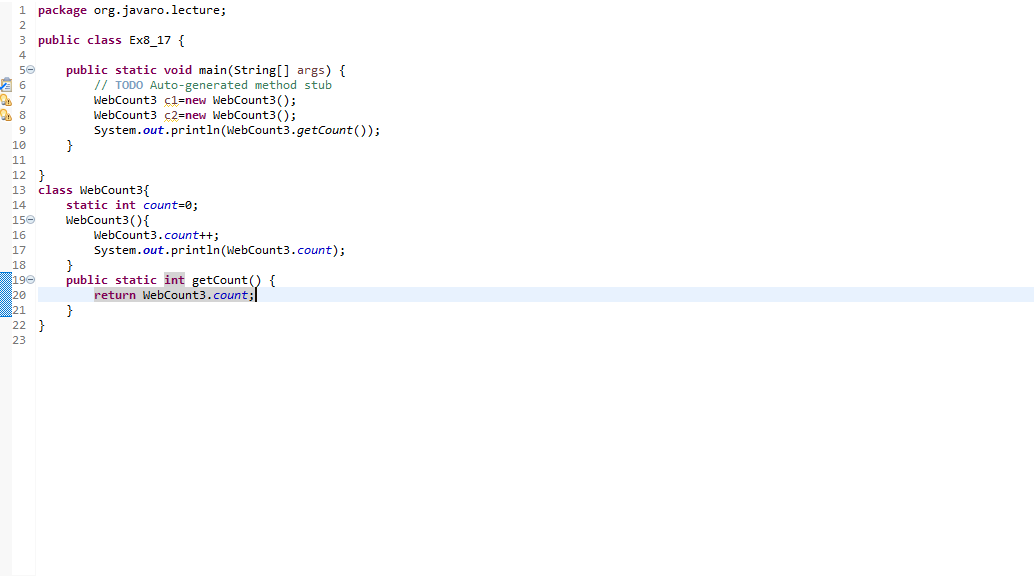 1 package org.javaro.lecture;
2
3 public class Ex8_17 {
4
5 public static void main(String[] args) {
6 // TODO Auto-generated method stub
7 WebCount3 c1=new WebCount3();
8 WebCount3 c2=new WebCount3();
9 System.out.println(WebCount3.getCount());
10 }
11
12 }
13 class WebCount3{
14 static int count=0;
15 WebCount3(){
16 WebCount3.count++;
17 System.out.println(WebCount3.count);
18 }
19 public static int getCount() {
20 return WebCount3.count;
21 }
22 }
23